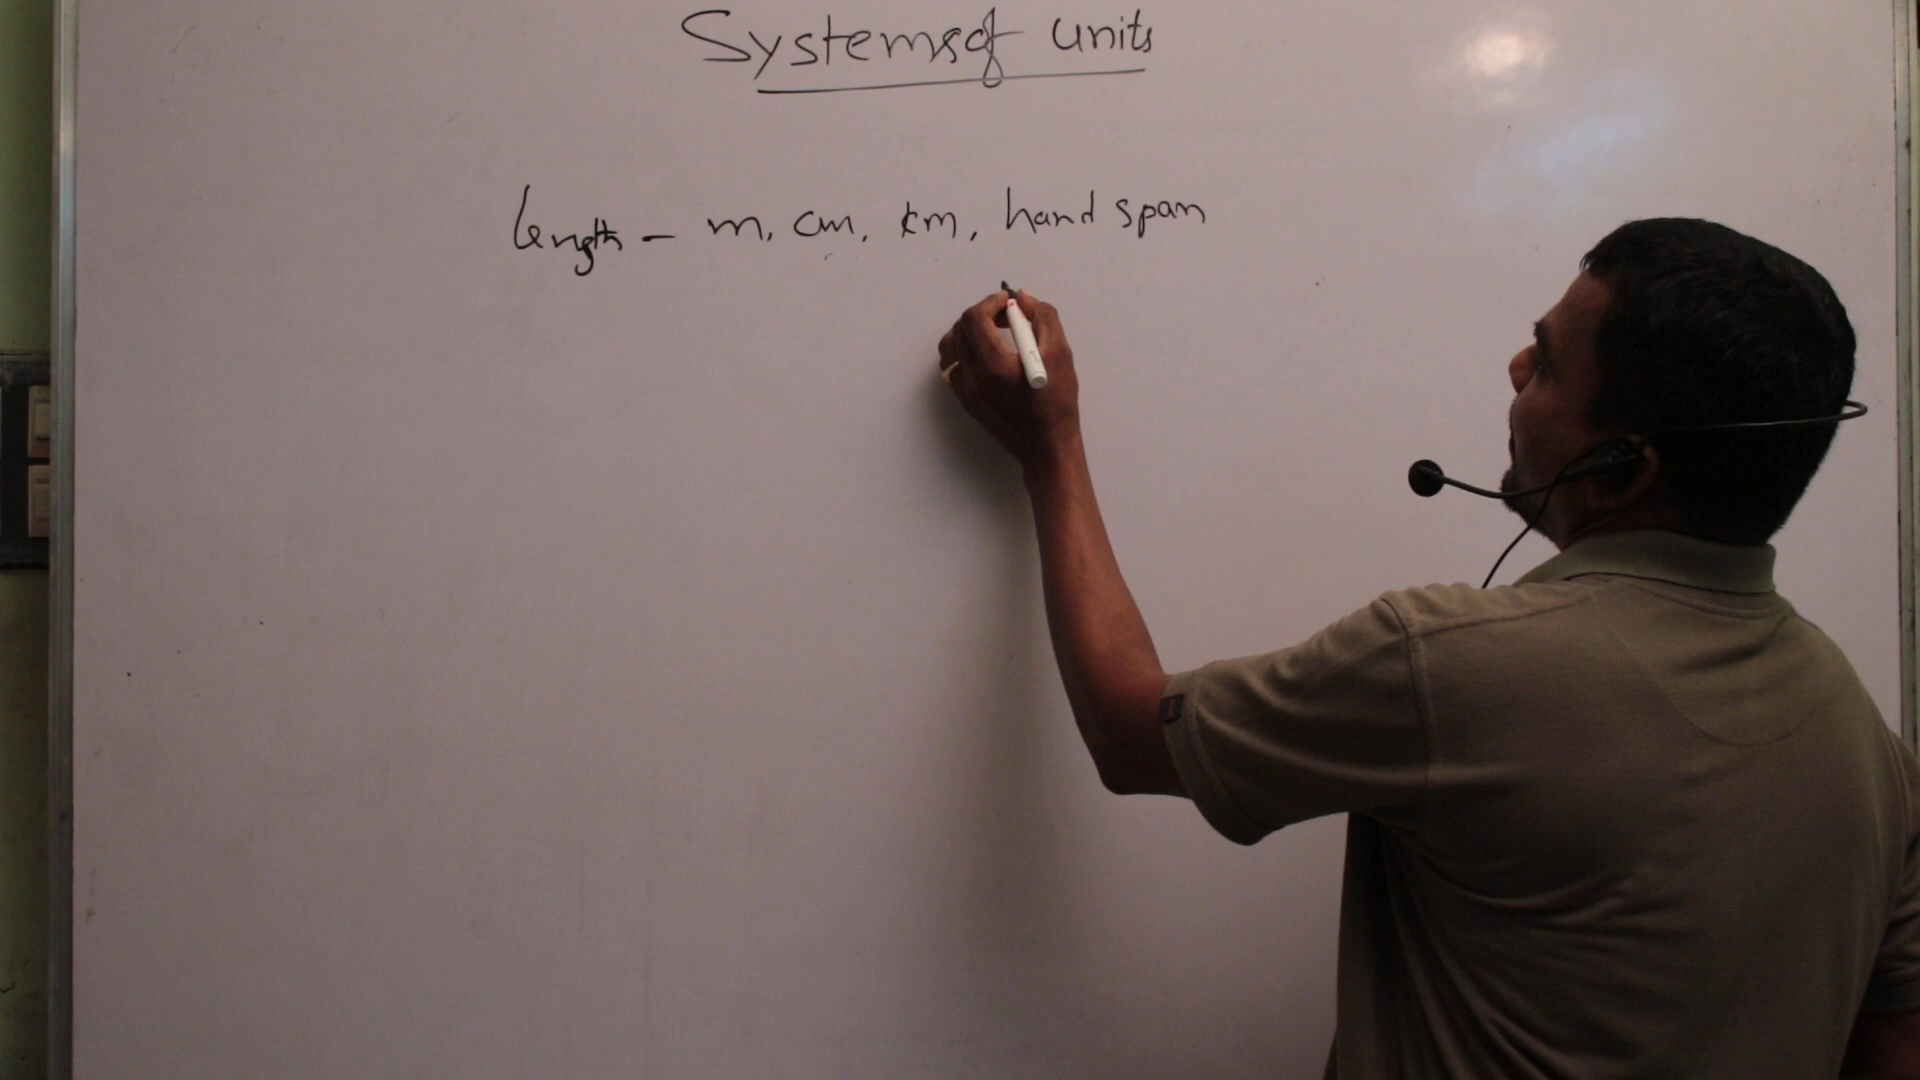 Systems of units
length - m, cm, km, hand span